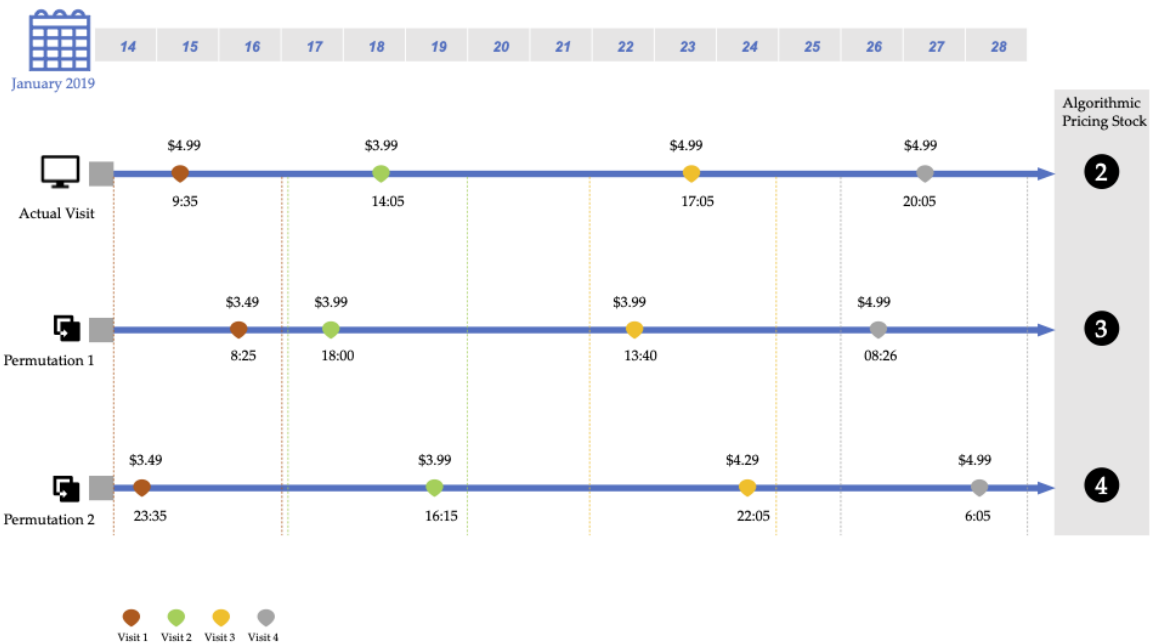 14 15 16 17 18 19 20 21 22 23 24 25 26 27 28
January 2019
Algorithmic
Pricing Stock
$4.99 $3.99 $4.99 $4.99
2
9:35 14:05 17:05 20:05
Actual Visit
$3.49 $3.99 $3.99 $4.99
3
8:25 18:00 13:40 08:26
Permutation 1
$3.49 $3.99 $4.29 $4.99
4
23:35 16:15 22:05 6:05
Permutation 2
Visit 1 Visit 2 Visit 3 Visit 4